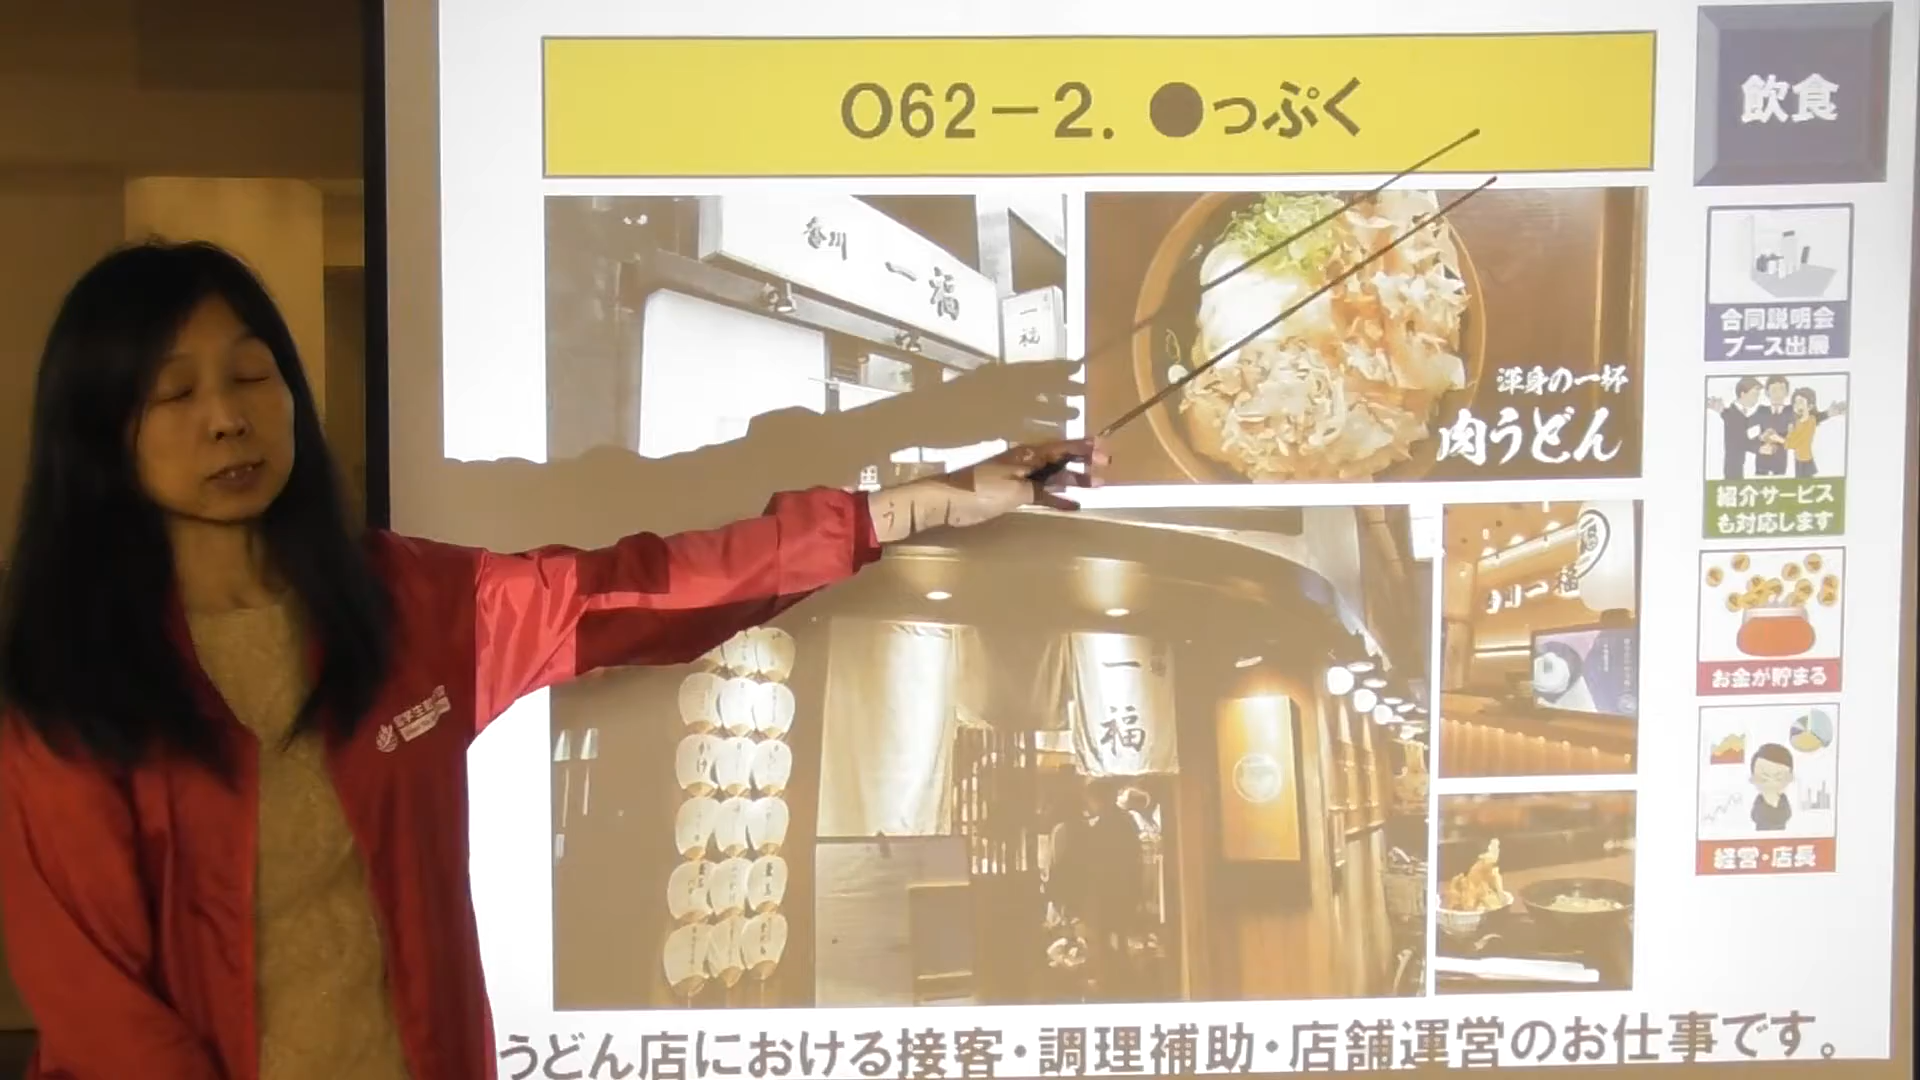 O62－2. ●っぷく
飲食
香川 一福
一福
渾身の一杯
肉うどん
合同説明会
ブース出展
紹介サービス
も対応します
お金が貯まる
経営・店長
一福
川一福
うどん店における接客・調理補助・店舗運営のお仕事です。